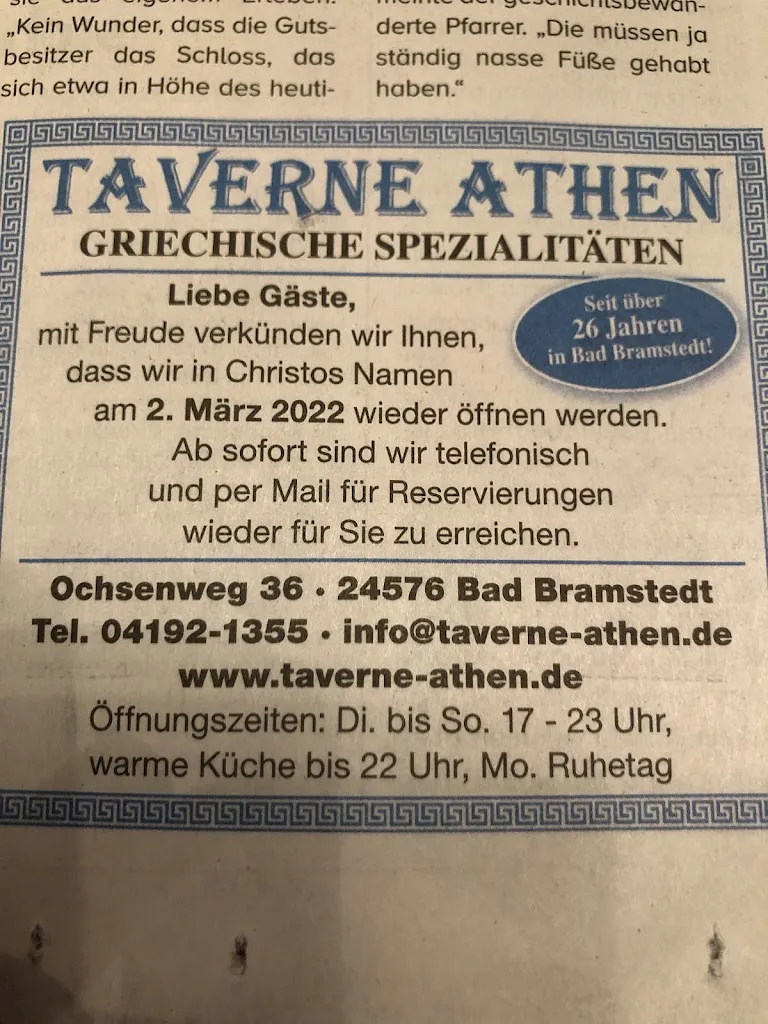 „Kein Wunder, dass die Guts-
besitzer das Schloss, das
sich etwa in Höhe des heuti-
derte Pfarrer. „Die müssen ja
ständig nasse Füße gehabt
haben.“
TAVERNE ATHEN
GRIECHISCHE SPEZIALITÄTEN
Liebe Gäste,
mit Freude verkünden wir Ihnen,
dass wir in Christos Namen
am 2. März 2022 wieder öffnen werden.
Ab sofort sind wir telefonisch
und per Mail für Reservierungen
wieder für Sie zu erreichen.
Seit über
26 Jahren
in Bad Bramstedt!
Ochsenweg 36 • 24576 Bad Bramstedt
Tel. 04192-1355 • info@taverne-athen.de
www.taverne-athen.de
Öffnungszeiten: Di. bis So. 17 - 23 Uhr,
warme Küche bis 22 Uhr, Mo. Ruhetag